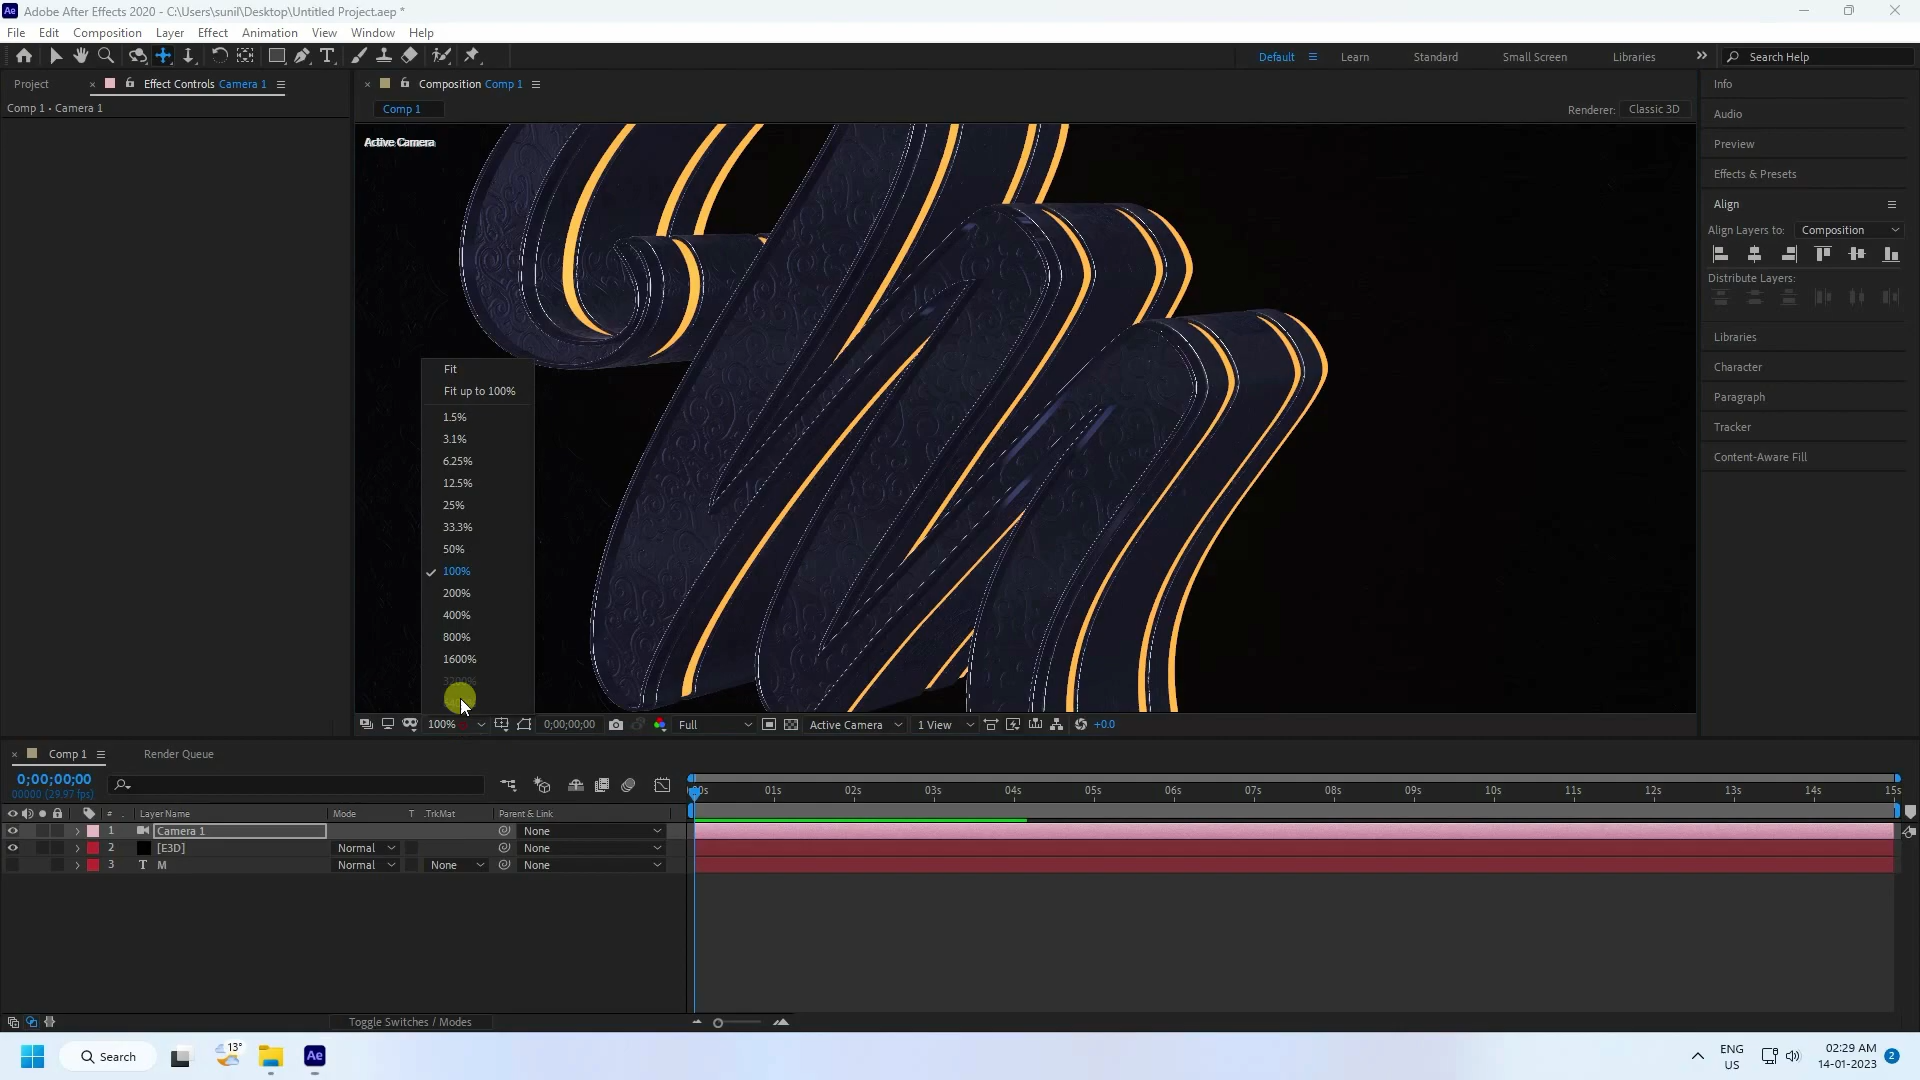 Adobe After Effects 2020 - C:\Users\sunil\Desktop\Untitled Project.aep *
File Edit Composition Layer Effect Animation View Window Help
Default Learn Standard Small Screen Libraries Search Help
Project Effect Controls Camera 1
Comp 1 • Camera 1
Composition Comp 1
Comp 1
Renderer: Classic 3D
Active Camera
Info
Audio
Preview
Effects & Presets
Align
Align Layers to: Composition
Distribute Layers:
Libraries
Character
Paragraph
Tracker
Content-Aware Fill
Fit
Fit up to 100%
1.5%
3.1%
6.25%
12.5%
25%
33.3%
50%
100%
200%
400%
800%
1600%
3200%
100% 0;00;00;00 Full Active Camera 1 View +0.0
Comp 1 Render Queue
0;00;00;00
00000 (29.97 fps)
01s 02s 03s 04s 05s 06s 07s 08s 09s 10s 11s 12s 13s 14s 15s
# Layer Name Mode T .TrkMat Parent & Link
1 Camera 1 None
2 [E3D] Normal None
3 T M Normal None None
Toggle Switches / Modes
Search 13° Ae ENG US 02:29 AM 14-01-2023 2